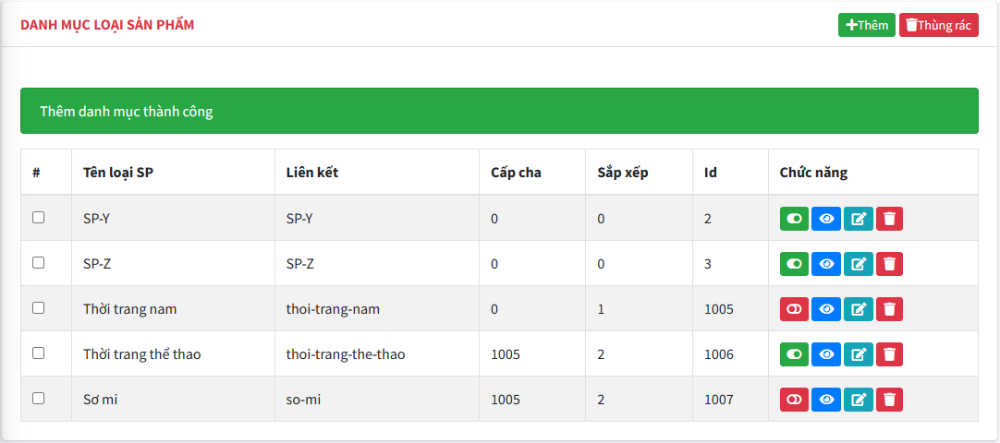 DANH MỤC LOẠI SẢN PHẨM Thêm Thùng rác
Thêm danh mục thành công
# Tên loại SP Liên kết Cấp cha Sắp xếp Id Chức năng
SP-Y SP-Y 0 0 2
SP-Z SP-Z 0 0 3
Thời trang nam thoi-trang-nam 0 1 1005
Thời trang thể thao thoi-trang-the-thao 1005 2 1006
Sơ mi so-mi 1005 2 1007